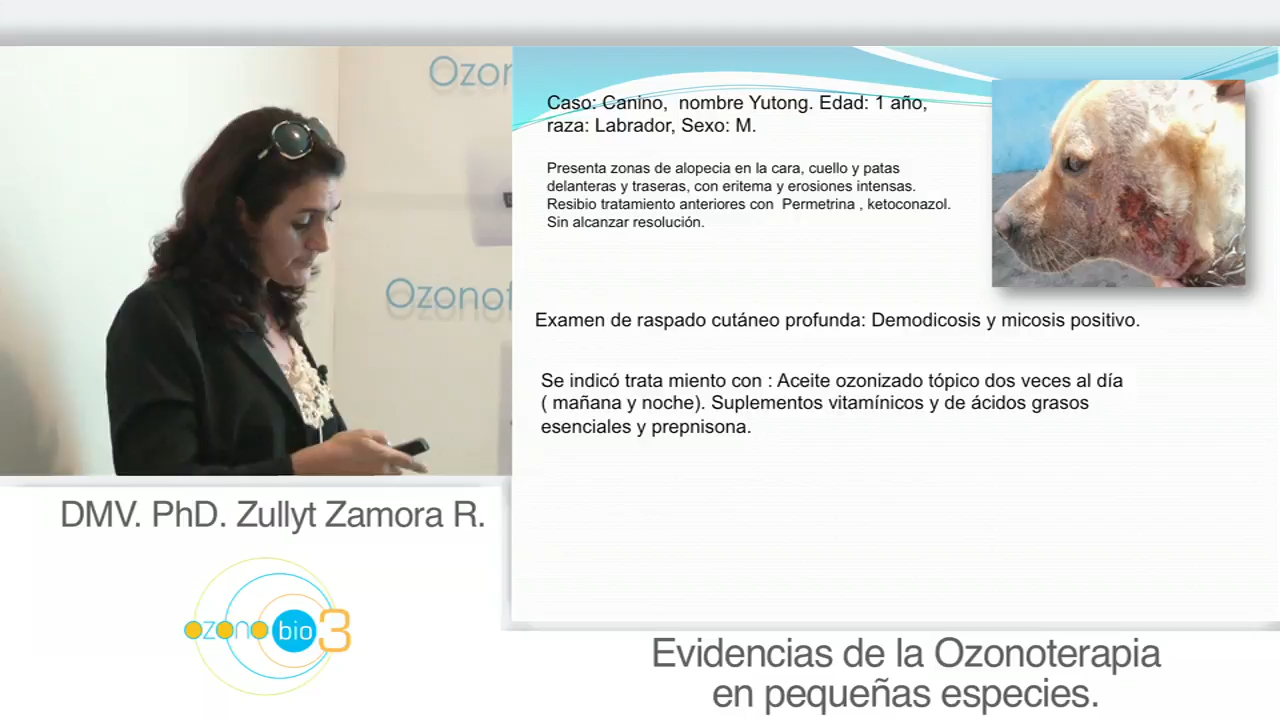 Ozon
Ozonot
Caso: Canino, nombre Yutong. Edad: 1 año,
raza: Labrador, Sexo: M.
Presenta zonas de alopecia en la cara, cuello y patas
delanteras y traseras, con eritema y erosiones intensas.
Resibio tratamiento anteriores con Permetrina , ketoconazol.
Sin alcanzar resolución.
Examen de raspado cutáneo profunda: Demodicosis y micosis positivo.
Se indicó trata miento con : Aceite ozonizado tópico dos veces al día
( mañana y noche). Suplementos vitamínicos y de ácidos grasos
esenciales y prepnisona.
DMV. PhD. Zullyt Zamora R.
ozono bio 3
Evidencias de la Ozonoterapia
en pequeñas especies.